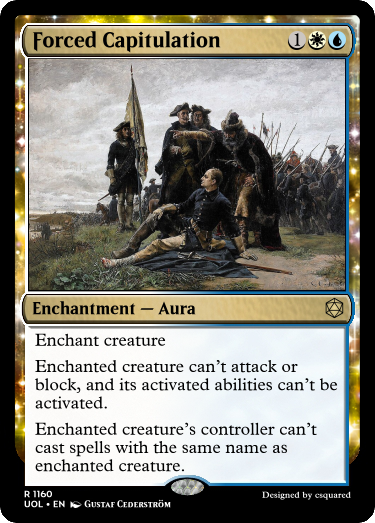 Forced Capitulation 1
Enchantment — Aura
Enchant creature
Enchanted creature can't attack or
block, and its activated abilities can't be
activated.
Enchanted creature's controller can't
cast spells with the same name as
enchanted creature.
R 1160
UOL • EN Gustaf Cederström
Designed by csquared